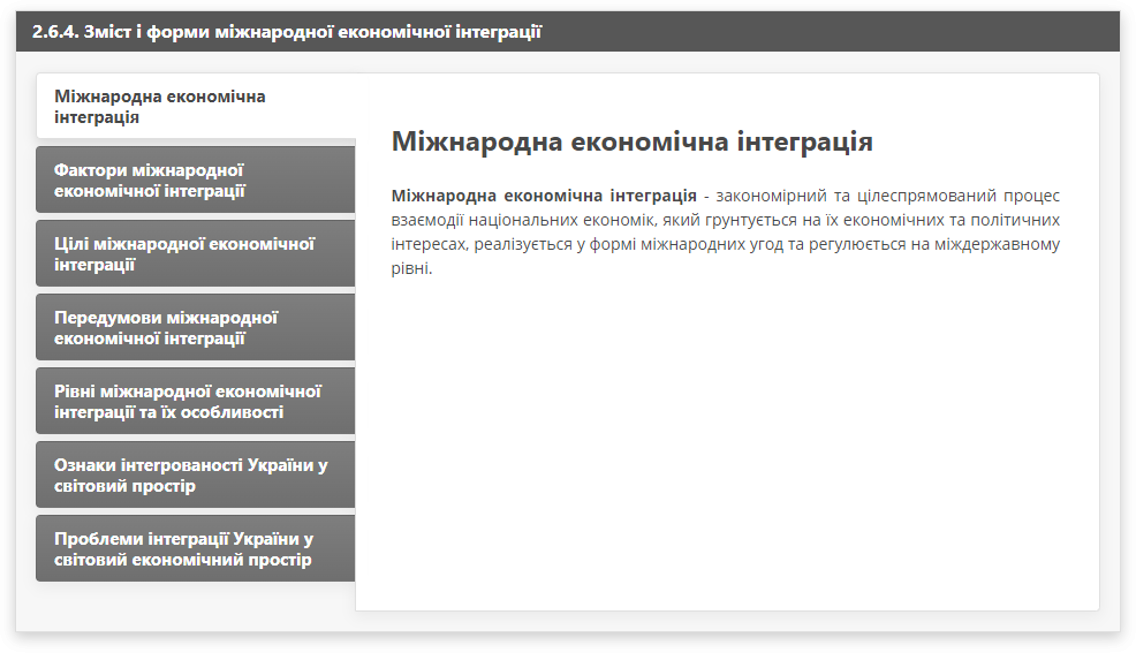 2.6.4. Зміст і форми міжнародної економічної інтеграції
Міжнародна економічна
інтеграція
Фактори міжнародної
економічної інтеграції
Цілі міжнародної економічної
інтеграції
Передумови міжнародної
економічної інтеграції
Рівні міжнародної економічної
інтеграції та їх особливості
Ознаки інтегрованості України у
світовий простір
Проблеми інтеграції України у
світовий економічний простір
Міжнародна економічна інтеграція
Міжнародна економічна інтеграція - закономірний та цілеспрямований процес
взаємодії національних економік, який грунтується на їх економічних та політичних
інтересах, реалізується у формі міжнародних угод та регулюється на міждержавному
рівні.